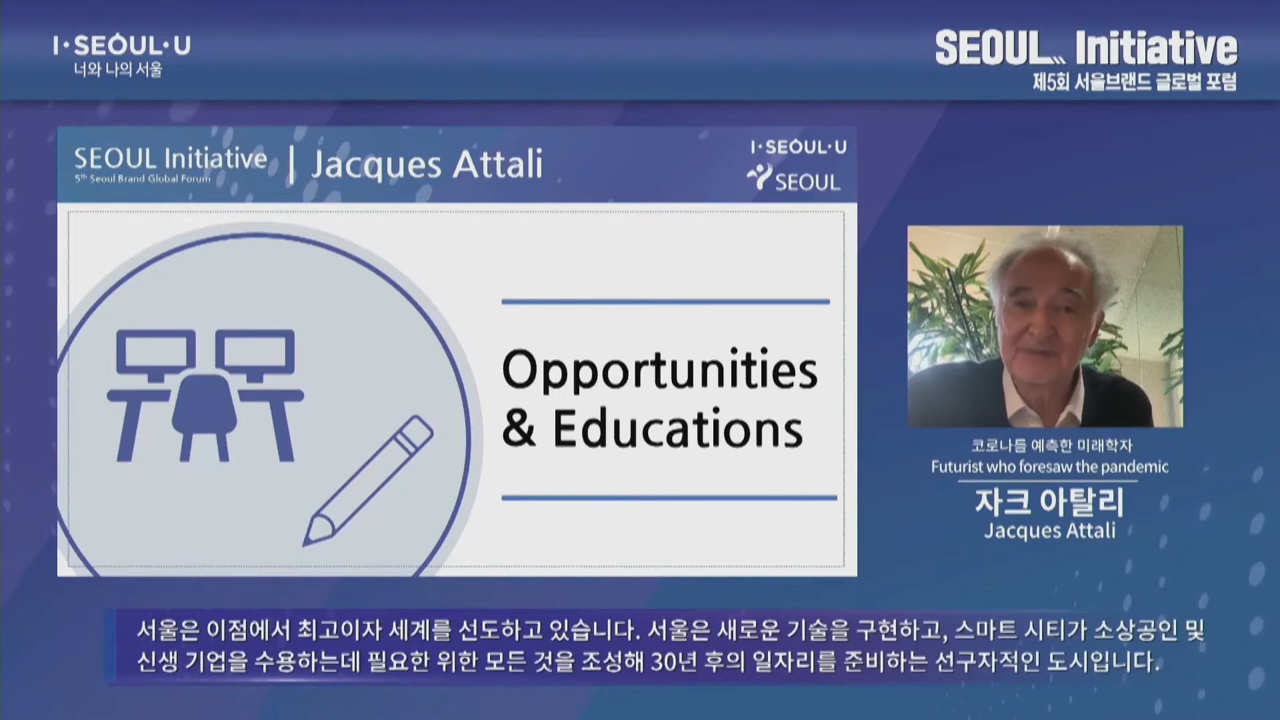 I·SEOUL·U
너와 나의 서울
SEOUL Initiative
제5회 서울브랜드 글로벌 포럼
SEOUL Initiative
5th Seoul Brand Global Forum
Jacques Attali
I·SEOUL·U
SEOUL
Opportunities
& Educations
코로나를 예측한 미래학자
Futurist who foresaw the pandemic
자크 아탈리
Jacques Attali
서울은 이점에서 최고이자 세계를 선도하고 있습니다. 서울은 새로운 기술을 구현하고, 스마트 시티가 소상공인 및
신생 기업을 수용하는데 필요한 위한 모든 것을 조성해 30년 후의 일자리를 준비하는 선구자적인 도시입니다.